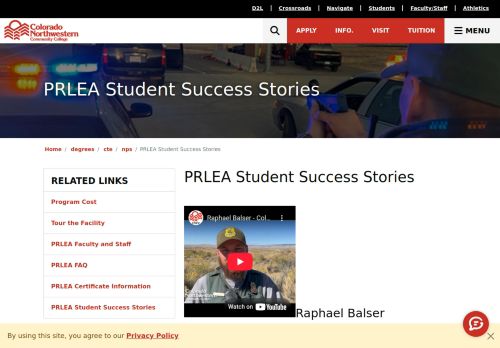 D2L | Crossroads | Navigate | Students | Faculty/Staff | Athletics
Colorado
Northwestern
Community College
APPLY INFO. VISIT TUITION MENU
PRLEA Student Success Stories
Home / degrees / cte / nps / PRLEA Student Success Stories
RELATED LINKS
Program Cost
Tour the Facility
PRLEA Faculty and Staff
PRLEA FAQ
PRLEA Certificate Information
PRLEA Student Success Stories
PRLEA Student Success Stories
Raphael Balser - Col...
Watch on YouTube
Raphael Balser
By using this site, you agree to our Privacy Policy